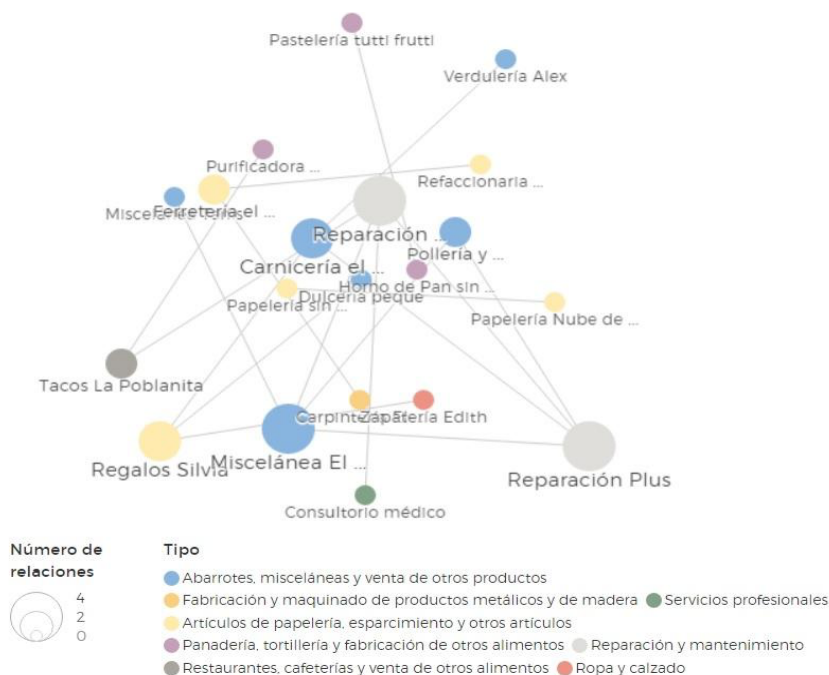 Pastelería tutti frutti
Verdulería Alex
Purificadora ...
Refaccionaria ...
Ferretería el ...
Reparación ...
Pollería y ...
Carnicería el ...
Horno de Pan sin ...
Dulcería peque
Papelería sin ...
Papelería Nube de ...
Tacos La Poblanita
Zapatería Edith
Regalos Silvia
Miscelánea El ...
Reparación Plus
Consultorio médico
Número de relaciones
4
2
0
Tipo
Abarrotes, misceláneas y venta de otros productos
Fabricación y maquinado de productos metálicos y de madera Servicios profesionales
Artículos de papelería, esparcimiento y otros artículos
Panadería, tortillería y fabricación de otros alimentos Reparación y mantenimiento
Restaurantes, cafeterías y venta de otros alimentos Ropa y calzado